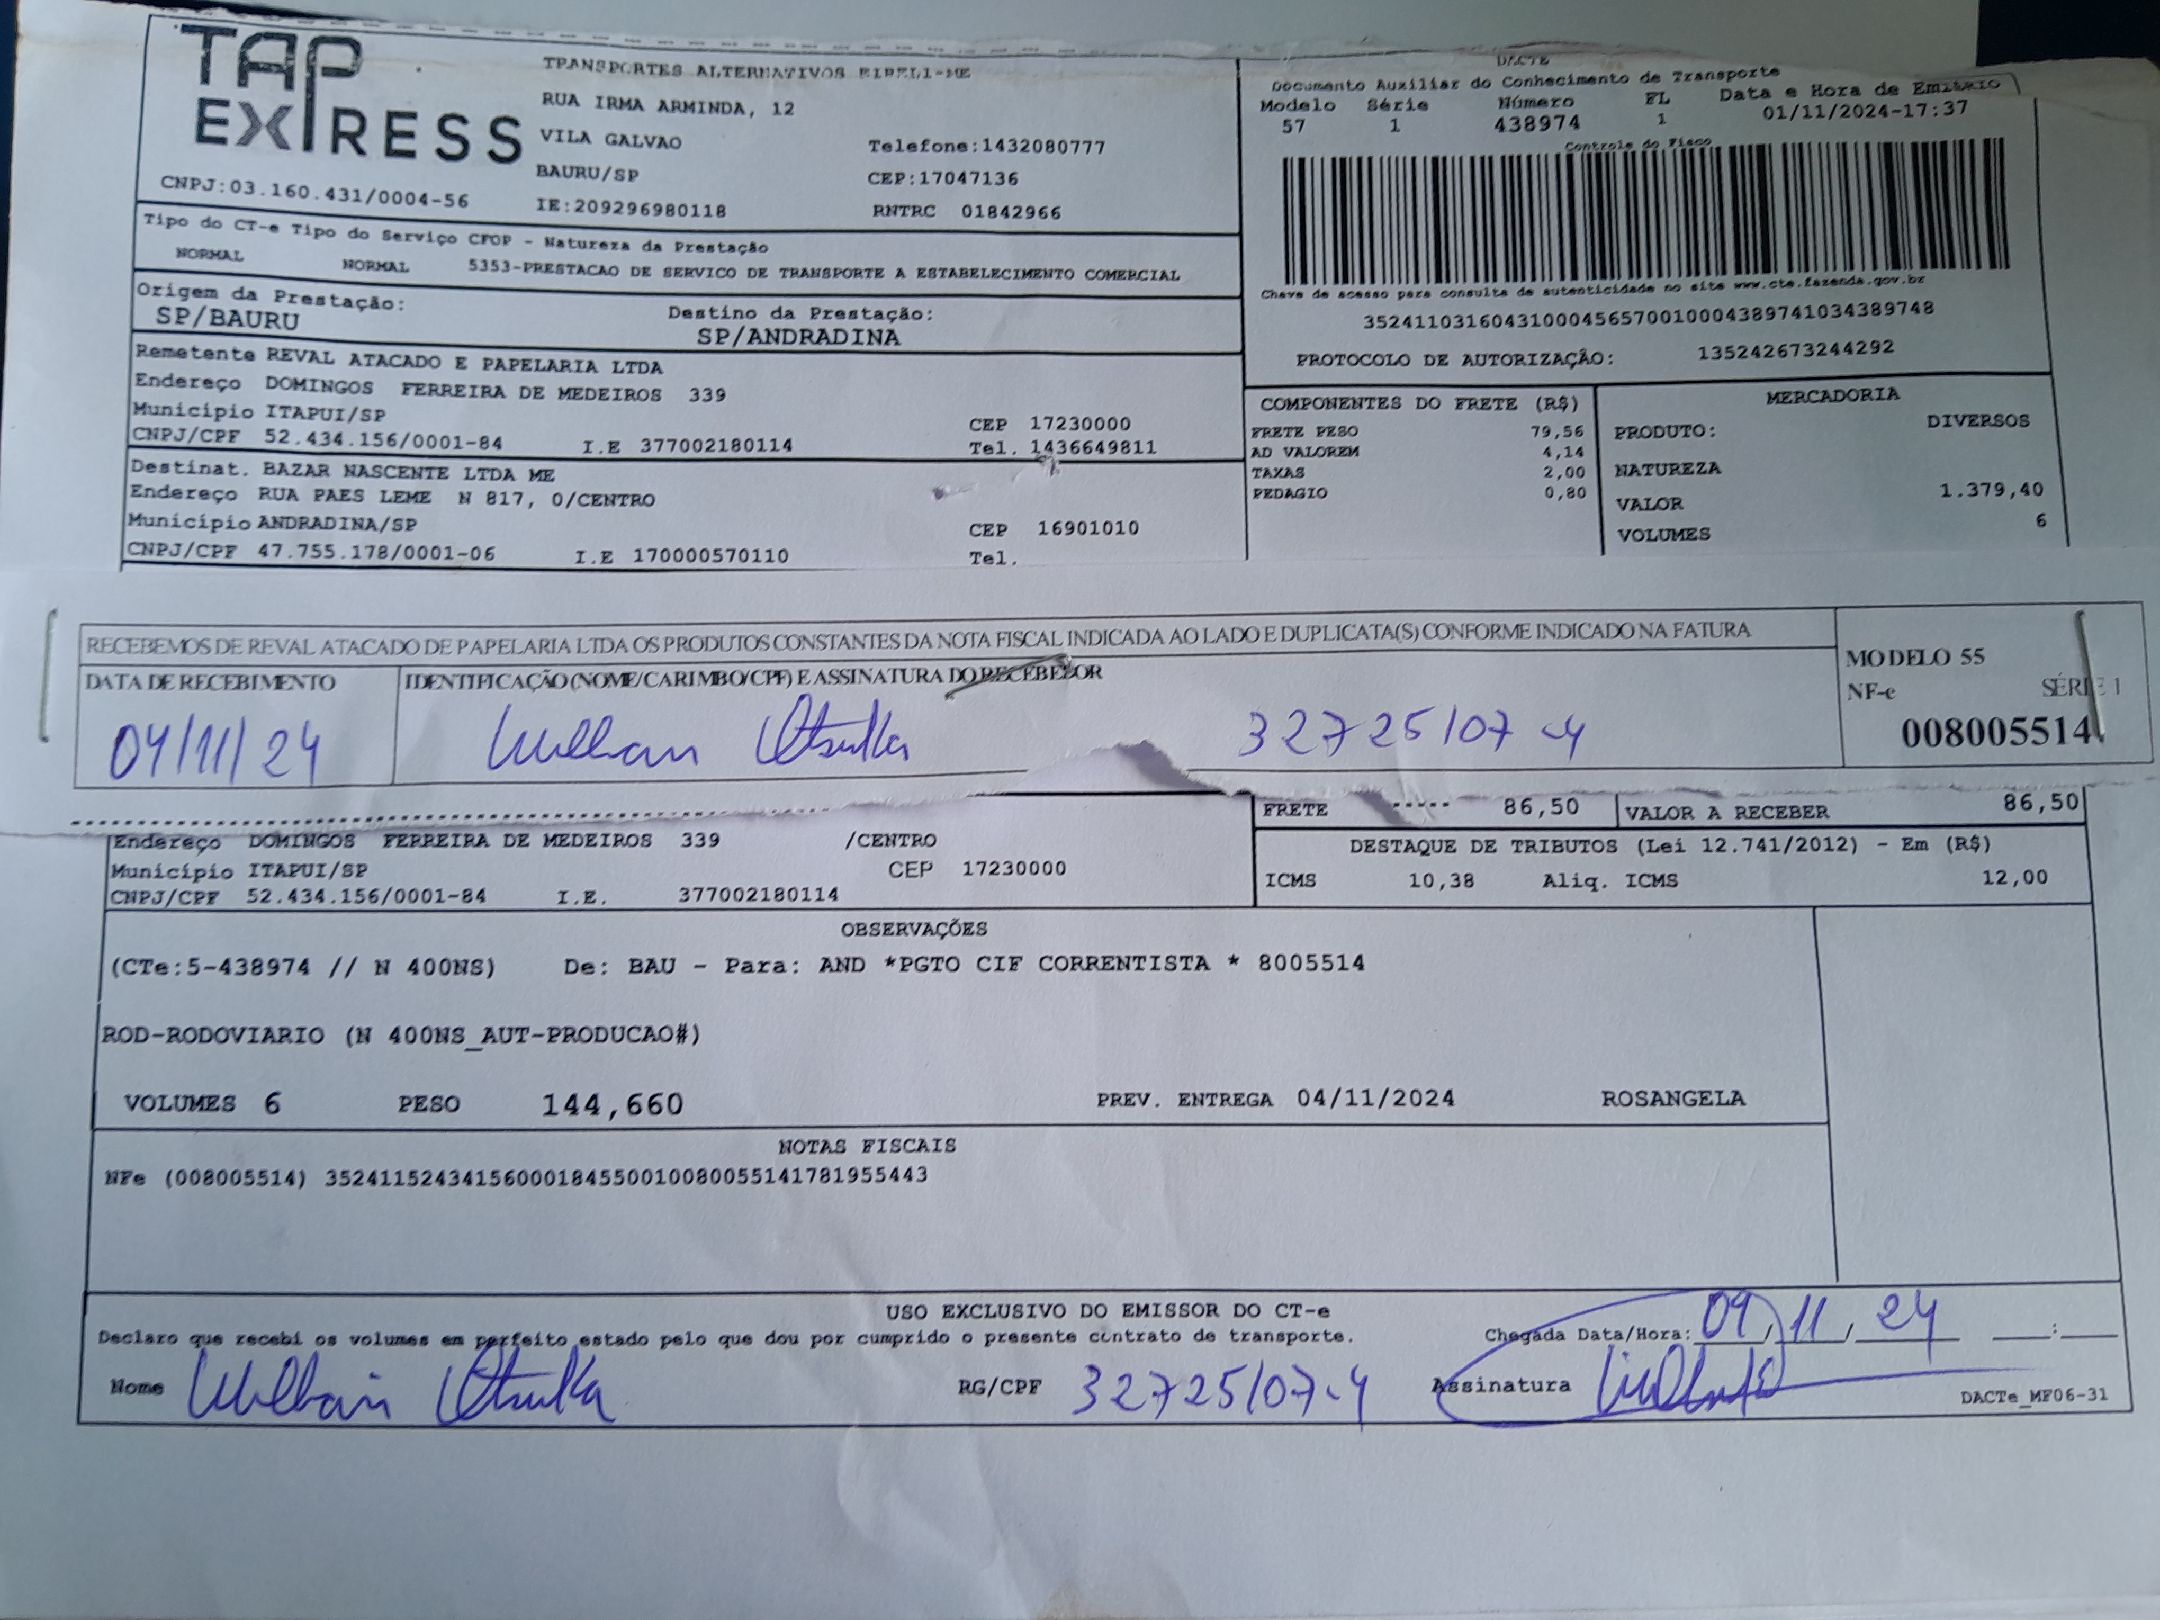 TAP EXPRESS
TRANSPORTES ALTERNATIVOS EIRELI-ME
RUA IRMA ARMINDA, 12
VILA GALVAO Telefone:1432080777
BAURU/SP CEP:17047136
CNPJ:03.160.431/0004-56 IE:209296980118 RNTRC 01842966
DACTE
Documento Auxiliar do Conhecimento de Transporte
Modelo Série Número FL Data e Hora de Emissão
57 1 438974 1 01/11/2024-17:37
Controle do Fisco
Chave de acesso para consulta de autenticidade no site www.cte.fazenda.gov.br
35241103160431000456570010004389741034389748
PROTOCOLO DE AUTORIZAÇÃO: 135242673244292
Tipo do CT-e Tipo do Serviço CFOP - Natureza da Prestação
NORMAL NORMAL 5353-PRESTACAO DE SERVICO DE TRANSPORTE A ESTABELECIMENTO COMERCIAL
Origem da Prestação: Destino da Prestação:
SP/BAURU SP/ANDRADINA
Remetente REVAL ATACADO E PAPELARIA LTDA
Endereço DOMINGOS FERREIRA DE MEDEIROS 339
Município ITAPUI/SP CEP 17230000
CNPJ/CPF 52.434.156/0001-84 I.E 377002180114 Tel. 1436649811
Destinat. BAZAR NASCENTE LTDA ME
Endereço RUA PAES LEME N 817, 0/CENTRO
Município ANDRADINA/SP CEP 16901010
CNPJ/CPF 47.755.178/0001-06 I.E 170000570110 Tel.
COMPONENTES DO FRETE (R$)
FRETE PESO 79,56
AD VALOREM 4,14
TAXAS 2,00
PEDAGIO 0,80
MERCADORIA
PRODUTO: DIVERSOS
NATUREZA
VALOR 1.379,40
VOLUMES 6
RECEBEMOS DE REVAL ATACADO DE PAPELARIA LTDA OS PRODUTOS CONSTANTES DA NOTA FISCAL INDICADA AO LADO E DUPLICATA(S) CONFORME INDICADO NA FATURA
DATA DE RECEBIMENTO IDENTIFICAÇÃO (NOME/CARIMBO/CPF) E ASSINATURA DO RECEBEDOR
04/11/24 Willian Otsuka 32725107-4
MODELO 55
NF-e SÉRIE 1
008005514
FRETE ----- 86,50 VALOR A RECEBER 86,50
Endereço DOMINGOS FERREIRA DE MEDEIROS 339 /CENTRO
Município ITAPUI/SP CEP 17230000
CNPJ/CPF 52.434.156/0001-84 I.E. 377002180114
DESTAQUE DE TRIBUTOS (Lei 12.741/2012) - Em (R$)
ICMS 10,38 Aliq. ICMS 12,00
OBSERVAÇÕES
(CTe:5-438974 // N 400NS) De: BAU - Para: AND *PGTO CIF CORRENTISTA * 8005514
ROD-RODOVIARIO (N 400NS_AUT-PRODUCAO#)
VOLUMES 6 PESO 144,660 PREV. ENTREGA 04/11/2024 ROSANGELA
NOTAS FISCAIS
NFe (008005514) 35241152434156000184550010080055141781955443
USO EXCLUSIVO DO EMISSOR DO CT-e
Declaro que recebi os volumes em perfeito estado pelo que dou por cumprido o presente contrato de transporte. Chegada Data/Hora: 04/11/24 __:__
Nome Willian Otsuka RG/CPF 32725107-4 Assinatura
DACTe_MF06-31